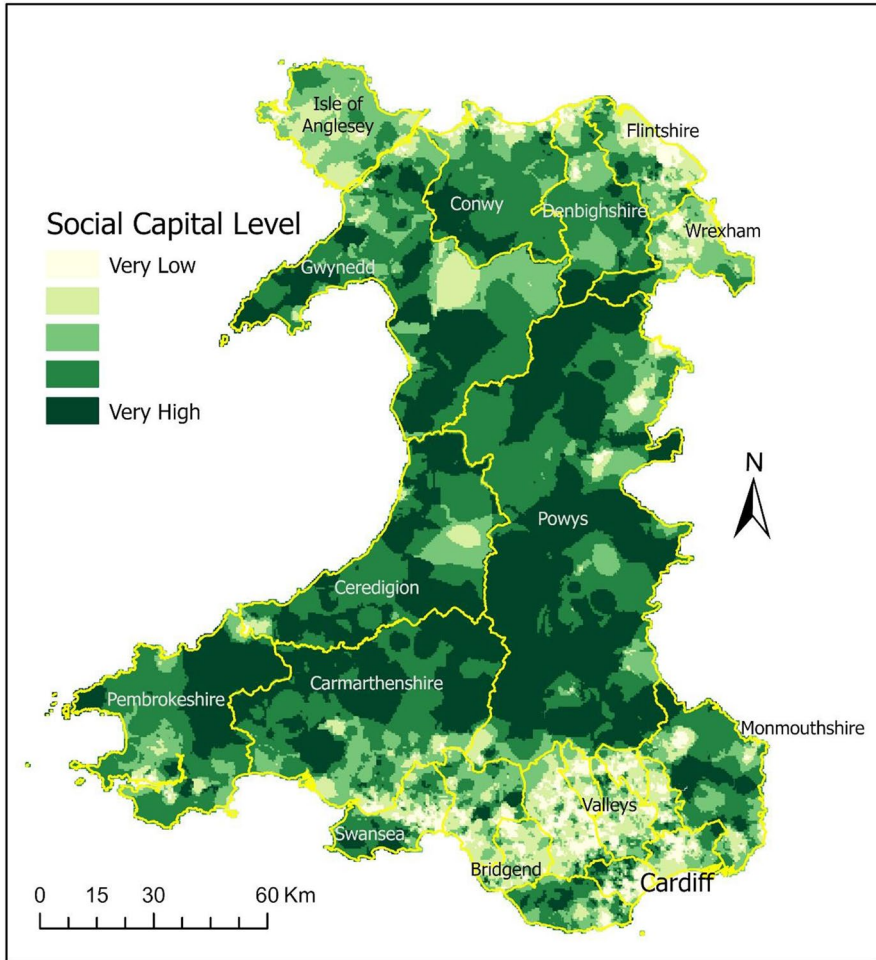 Isle of
Anglesey
Flintshire
Conwy
Denbighshire
Social Capital Level
Wrexham
Very Low
Gwynedd
Very High
N
Powys
Ceredigion
Carmarthenshire
Pembrokeshire
Monmouthshire
Valleys
Swansea
Bridgend
Cardiff
0 15 30 60 Km